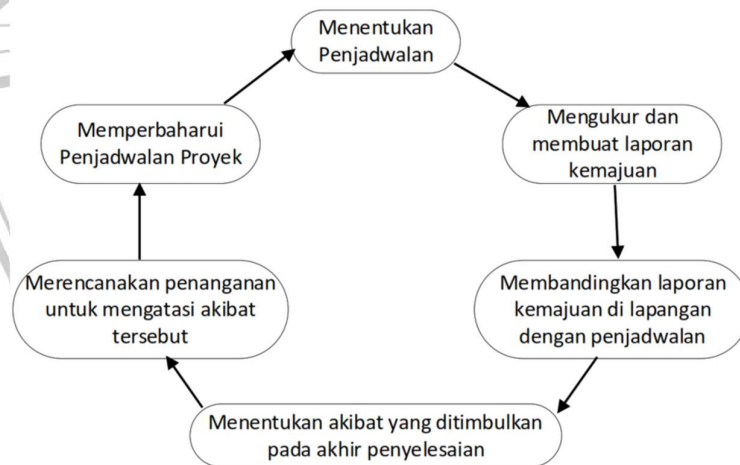 Menentukan
Penjadwalan
Mengukur dan
membuat laporan
kemajuan
Membandingkan laporan
kemajuan di lapangan
dengan penjadwalan
Menentukan akibat yang ditimbulkan
pada akhir penyelesaian
Merencanakan penanganan
untuk mengatasi akibat
tersebut
Memperbaharui
Penjadwalan Proyek